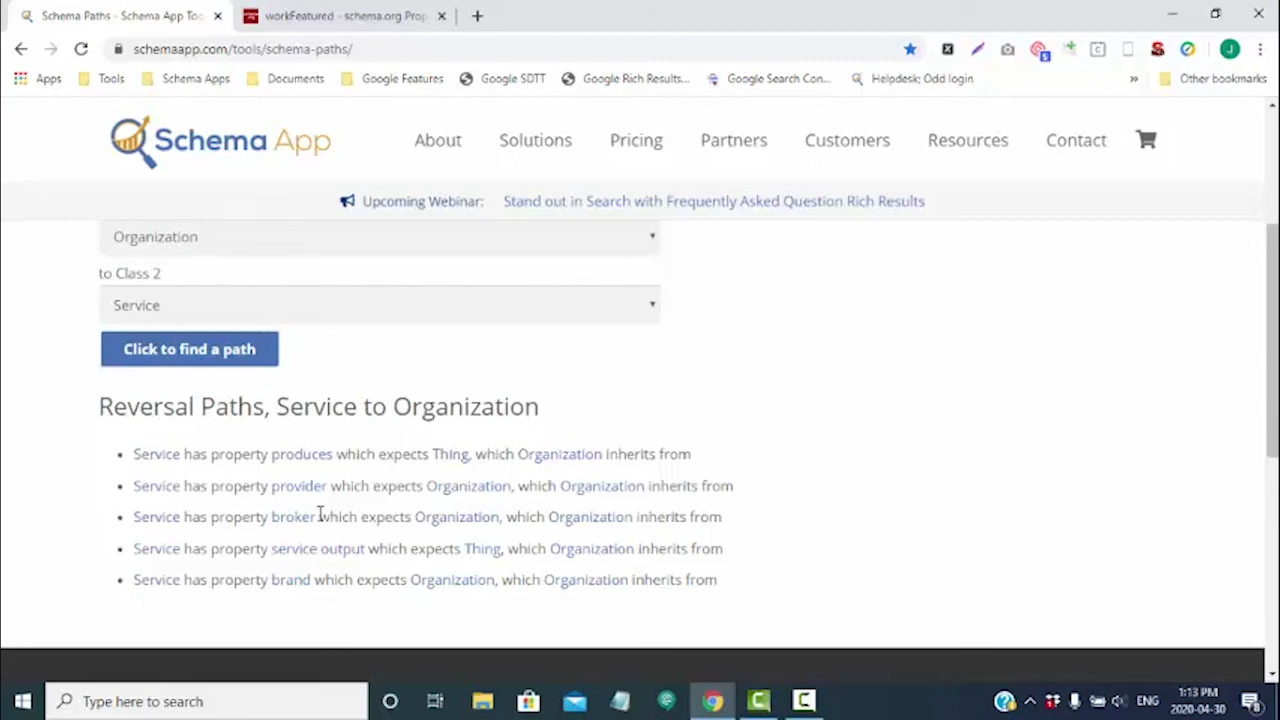 Schema Paths - Schema App Too
workFeatured - schema.org Prop
schemaapp.com/tools/schema-paths/
Apps
Tools
Schema Apps
Documents
Google Features
Google SDTT
Google Rich Results...
Google Search Con...
Helpdesk; Odd login
»
Other bookmarks
Schema App
About
Solutions
Pricing
Partners
Customers
Resources
Contact
Upcoming Webinar: Stand out in Search with Frequently Asked Question Rich Results
Organization
to Class 2
Service
Click to find a path
Reversal Paths, Service to Organization
• Service has property produces which expects Thing, which Organization inherits from
• Service has property provider which expects Organization, which Organization inherits from
• Service has property broker which expects Organization, which Organization inherits from
• Service has property service output which expects Thing, which Organization inherits from
• Service has property brand which expects Organization, which Organization inherits from
Type here to search
ENG
1:13 PM
2020-04-30